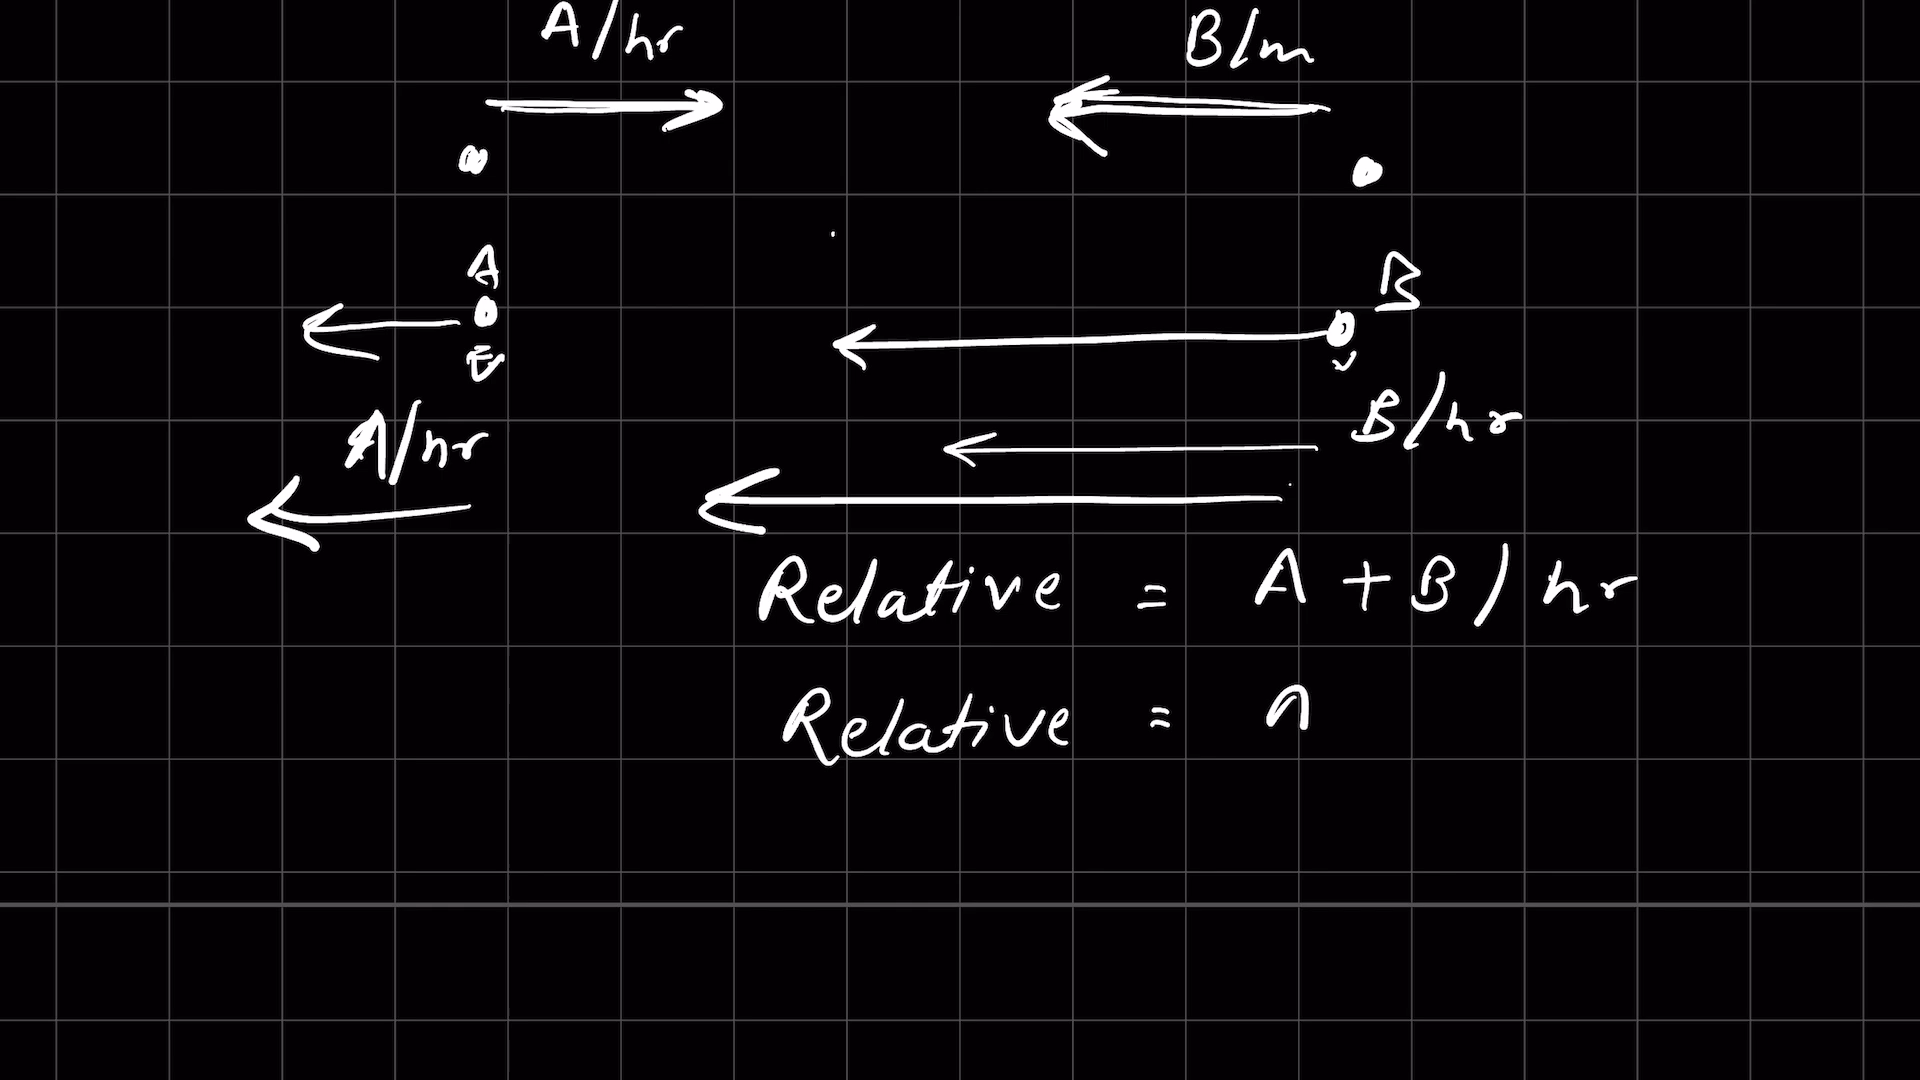 A/hr B/m
A B
B/hr
A/hr
Relative = A + B / hr
Relative =